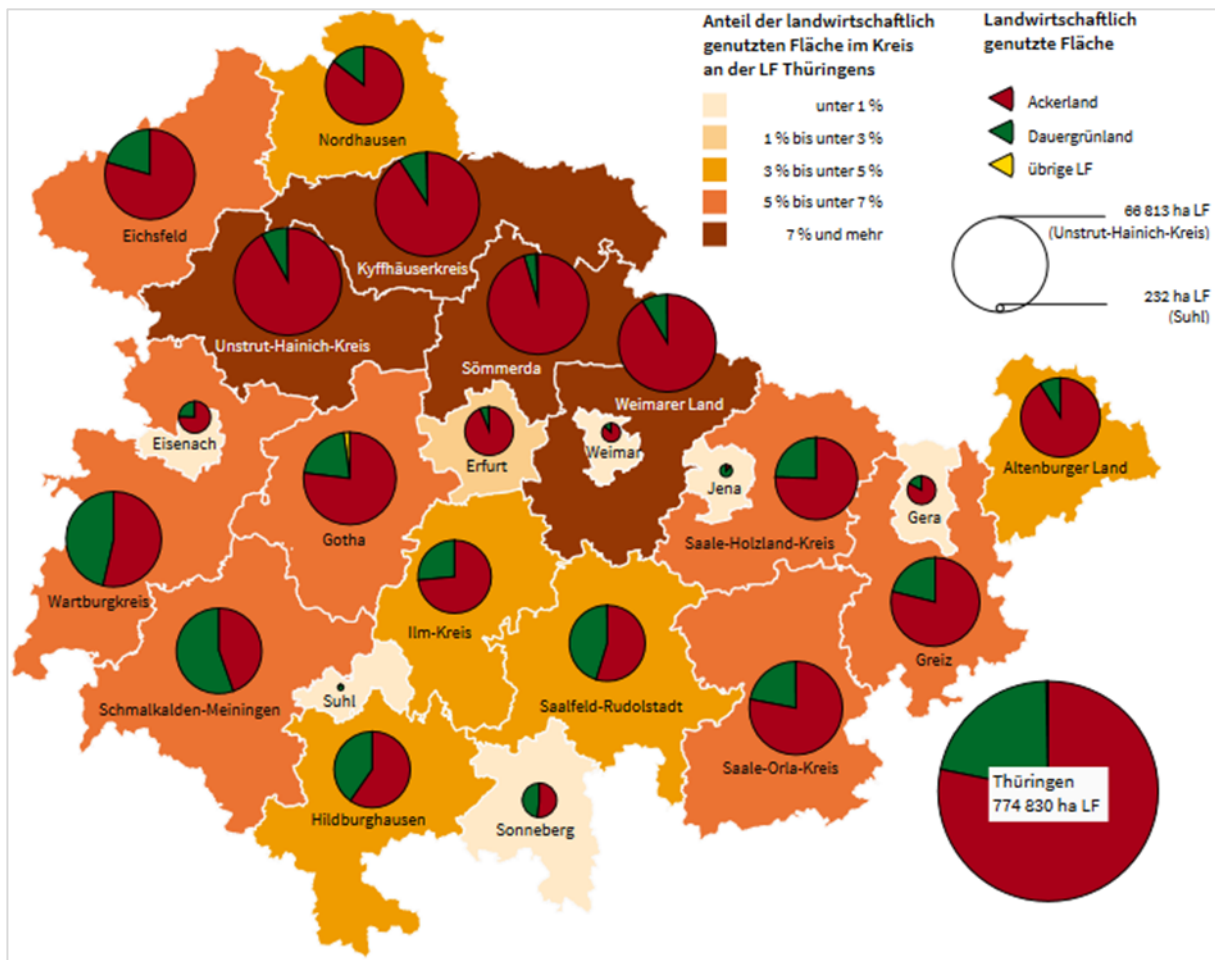 Anteil der landwirtschaftlich
genutzten Fläche im Kreis
an der LF Thüringens
unter 1 %
1 % bis unter 3 %
3 % bis unter 5 %
5 % bis unter 7 %
7 % und mehr
Landwirtschaftlich
genutzte Fläche
Ackerland
Dauergrünland
übrige LF
66 813 ha LF
(Unstrut-Hainich-Kreis)
232 ha LF
(Suhl)
Nordhausen
Eichsfeld
Kyffhäuserkreis
Unstrut-Hainich-Kreis
Sömmerda
Weimarer Land
Eisenach
Erfurt
Weimar
Altenburger Land
Jena
Gera
Gotha
Saale-Holzland-Kreis
Wartburgkreis
Ilm-Kreis
Greiz
Suhl
Schmalkalden-Meiningen
Saalfeld-Rudolstadt
Saale-Orla-Kreis
Hildburghausen
Sonneberg
Thüringen
774 830 ha LF